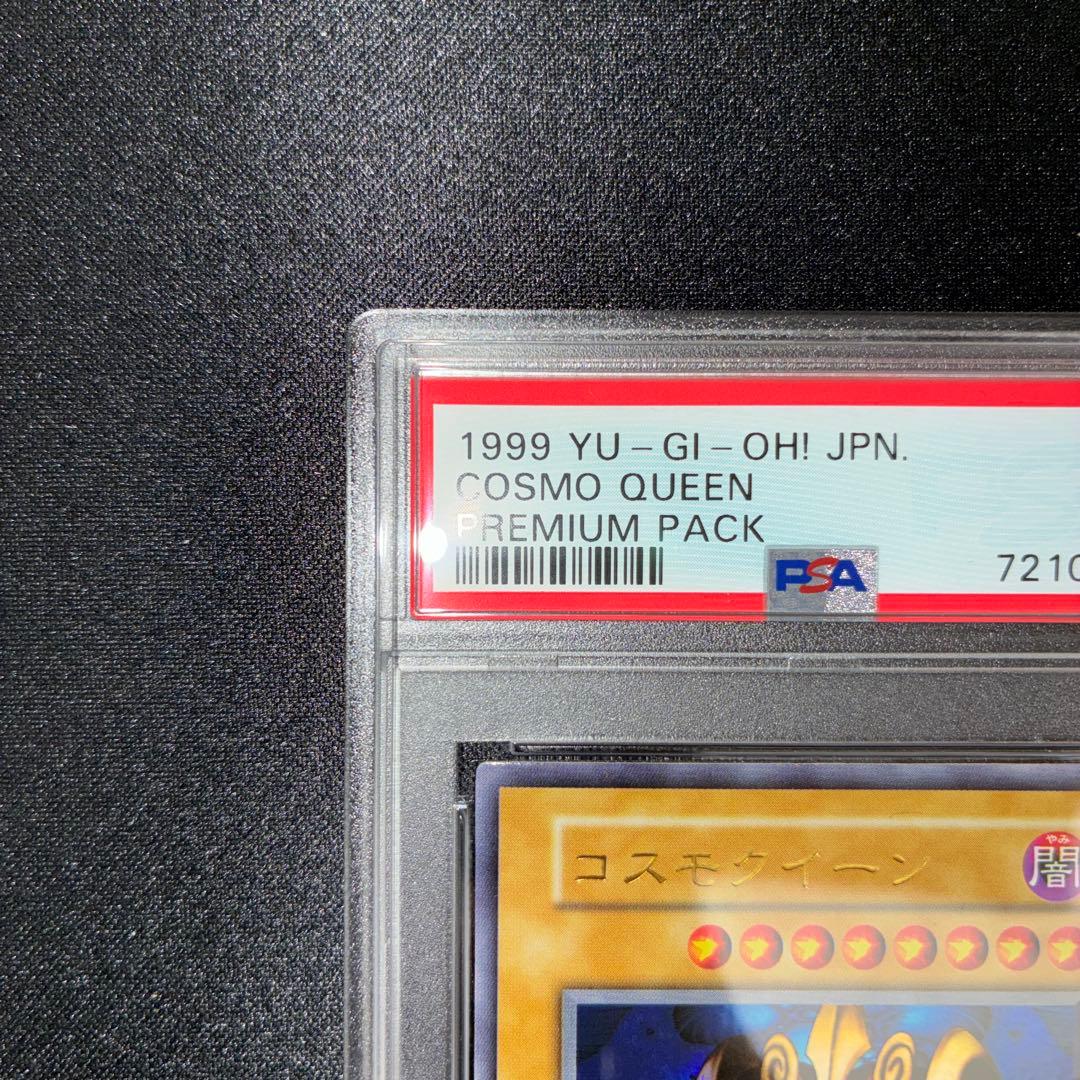 1999 YU-GI-OH! JPN.
COSMO QUEEN
PREMIUM PACK
PSA
7210
コスモクイーン
やみ
闇